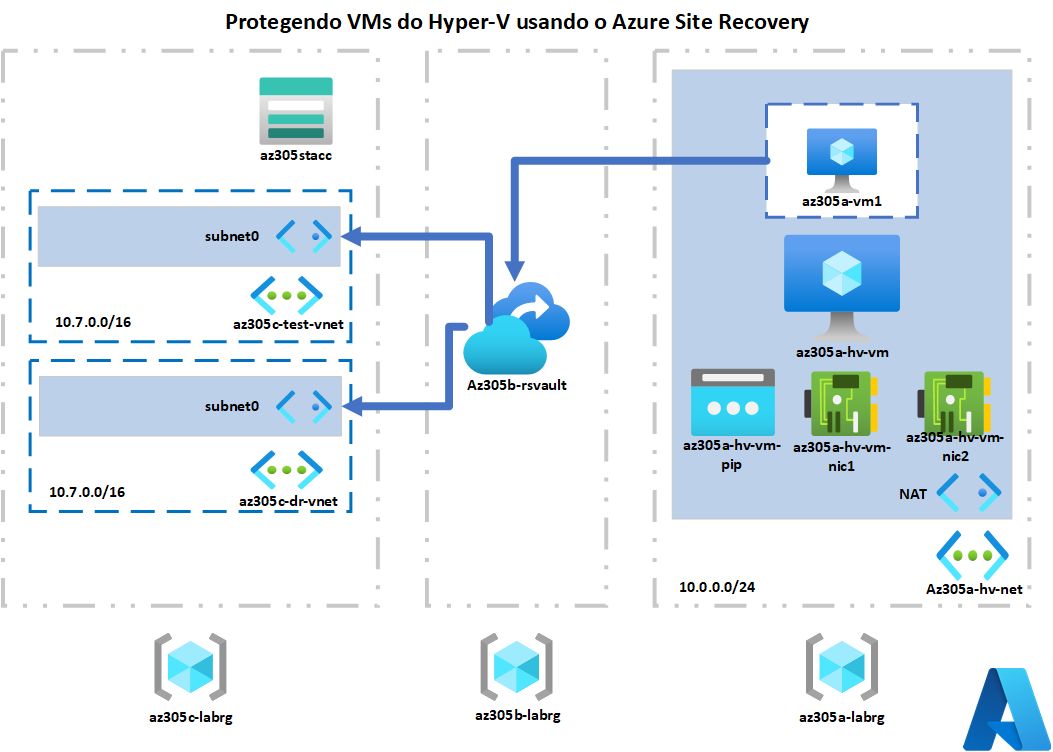 Protegendo VMs do Hyper-V usando o Azure Site Recovery
az305stacc
subnet0
10.7.0.0/16
az305c-test-vnet
subnet0
10.7.0.0/16
az305c-dr-vnet
Az305b-rsvault
az305a-vm1
az305a-hv-vm
az305a-hv-vm-
pip
az305a-hv-vm-
nic1
az305a-hv-vm-
nic2
NAT
10.0.0.0/24
Az305a-hv-net
az305c-labrg
az305b-labrg
az305a-labrg